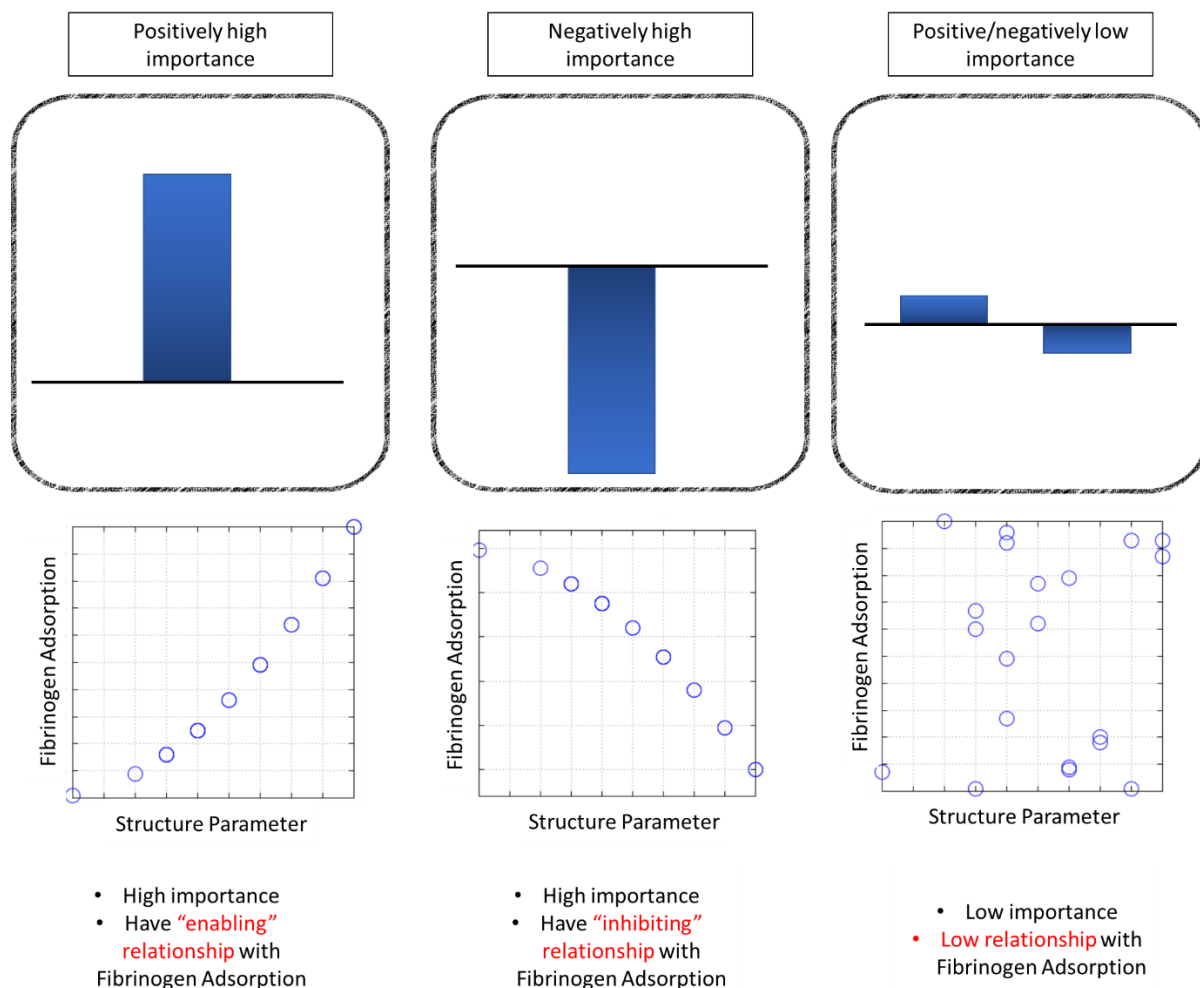 Positively high
importance
Negatively high
importance
Positive/negatively low
importance
Fibrinogen Adsorption
Structure Parameter
Fibrinogen Adsorption
Structure Parameter
Fibrinogen Adsorption
Structure Parameter
• High importance
• Have “enabling”
relationship with
Fibrinogen Adsorption
• High importance
• Have “inhibiting”
relationship with
Fibrinogen Adsorption
• Low importance
• Low relationship with
Fibrinogen Adsorption